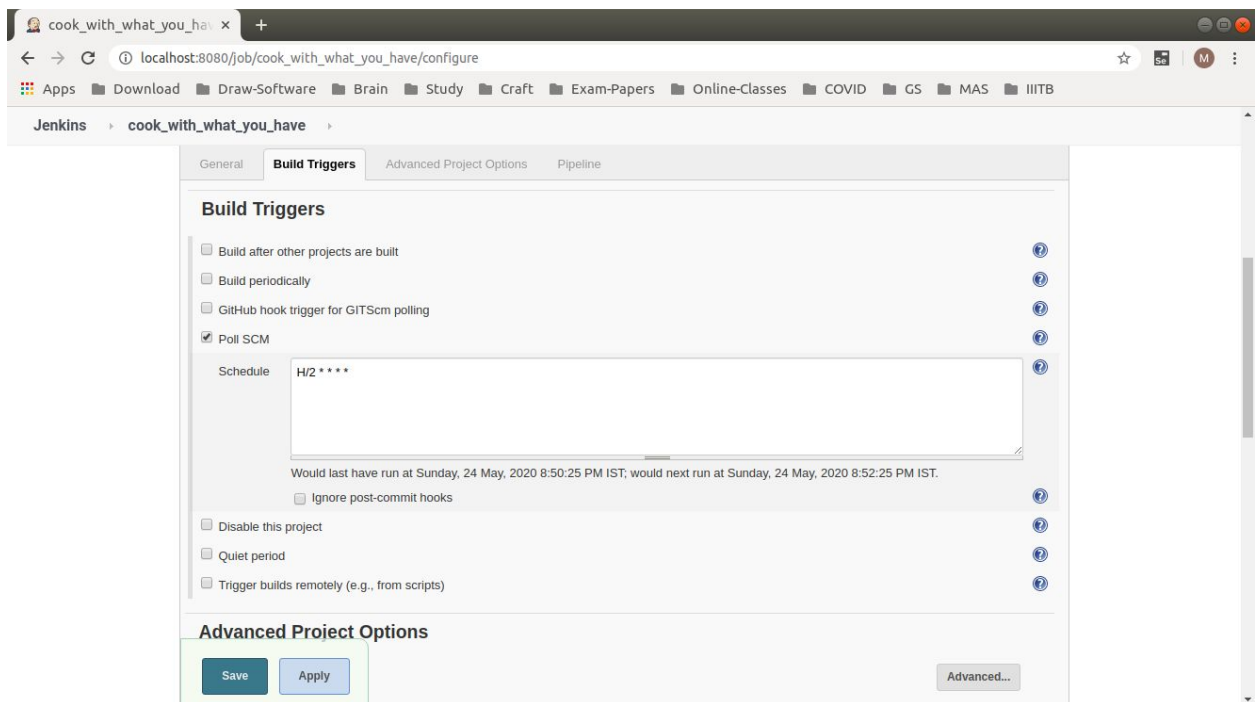 cook_with_what_you_ha
localhost:8080/job/cook_with_what_you_have/configure
Se
M
Apps Download Draw-Software Brain Study Craft Exam-Papers Online-Classes COVID GS MAS IIITB
Jenkins cook_with_what_you_have
General Build Triggers Advanced Project Options Pipeline
Build Triggers
Build after other projects are built
Build periodically
GitHub hook trigger for GITScm polling
Poll SCM
Schedule H/2 * * * *
Would last have run at Sunday, 24 May, 2020 8:50:25 PM IST; would next run at Sunday, 24 May, 2020 8:52:25 PM IST.
Ignore post-commit hooks
Disable this project
Quiet period
Trigger builds remotely (e.g., from scripts)
Advanced Project Options
Save Apply Advanced...